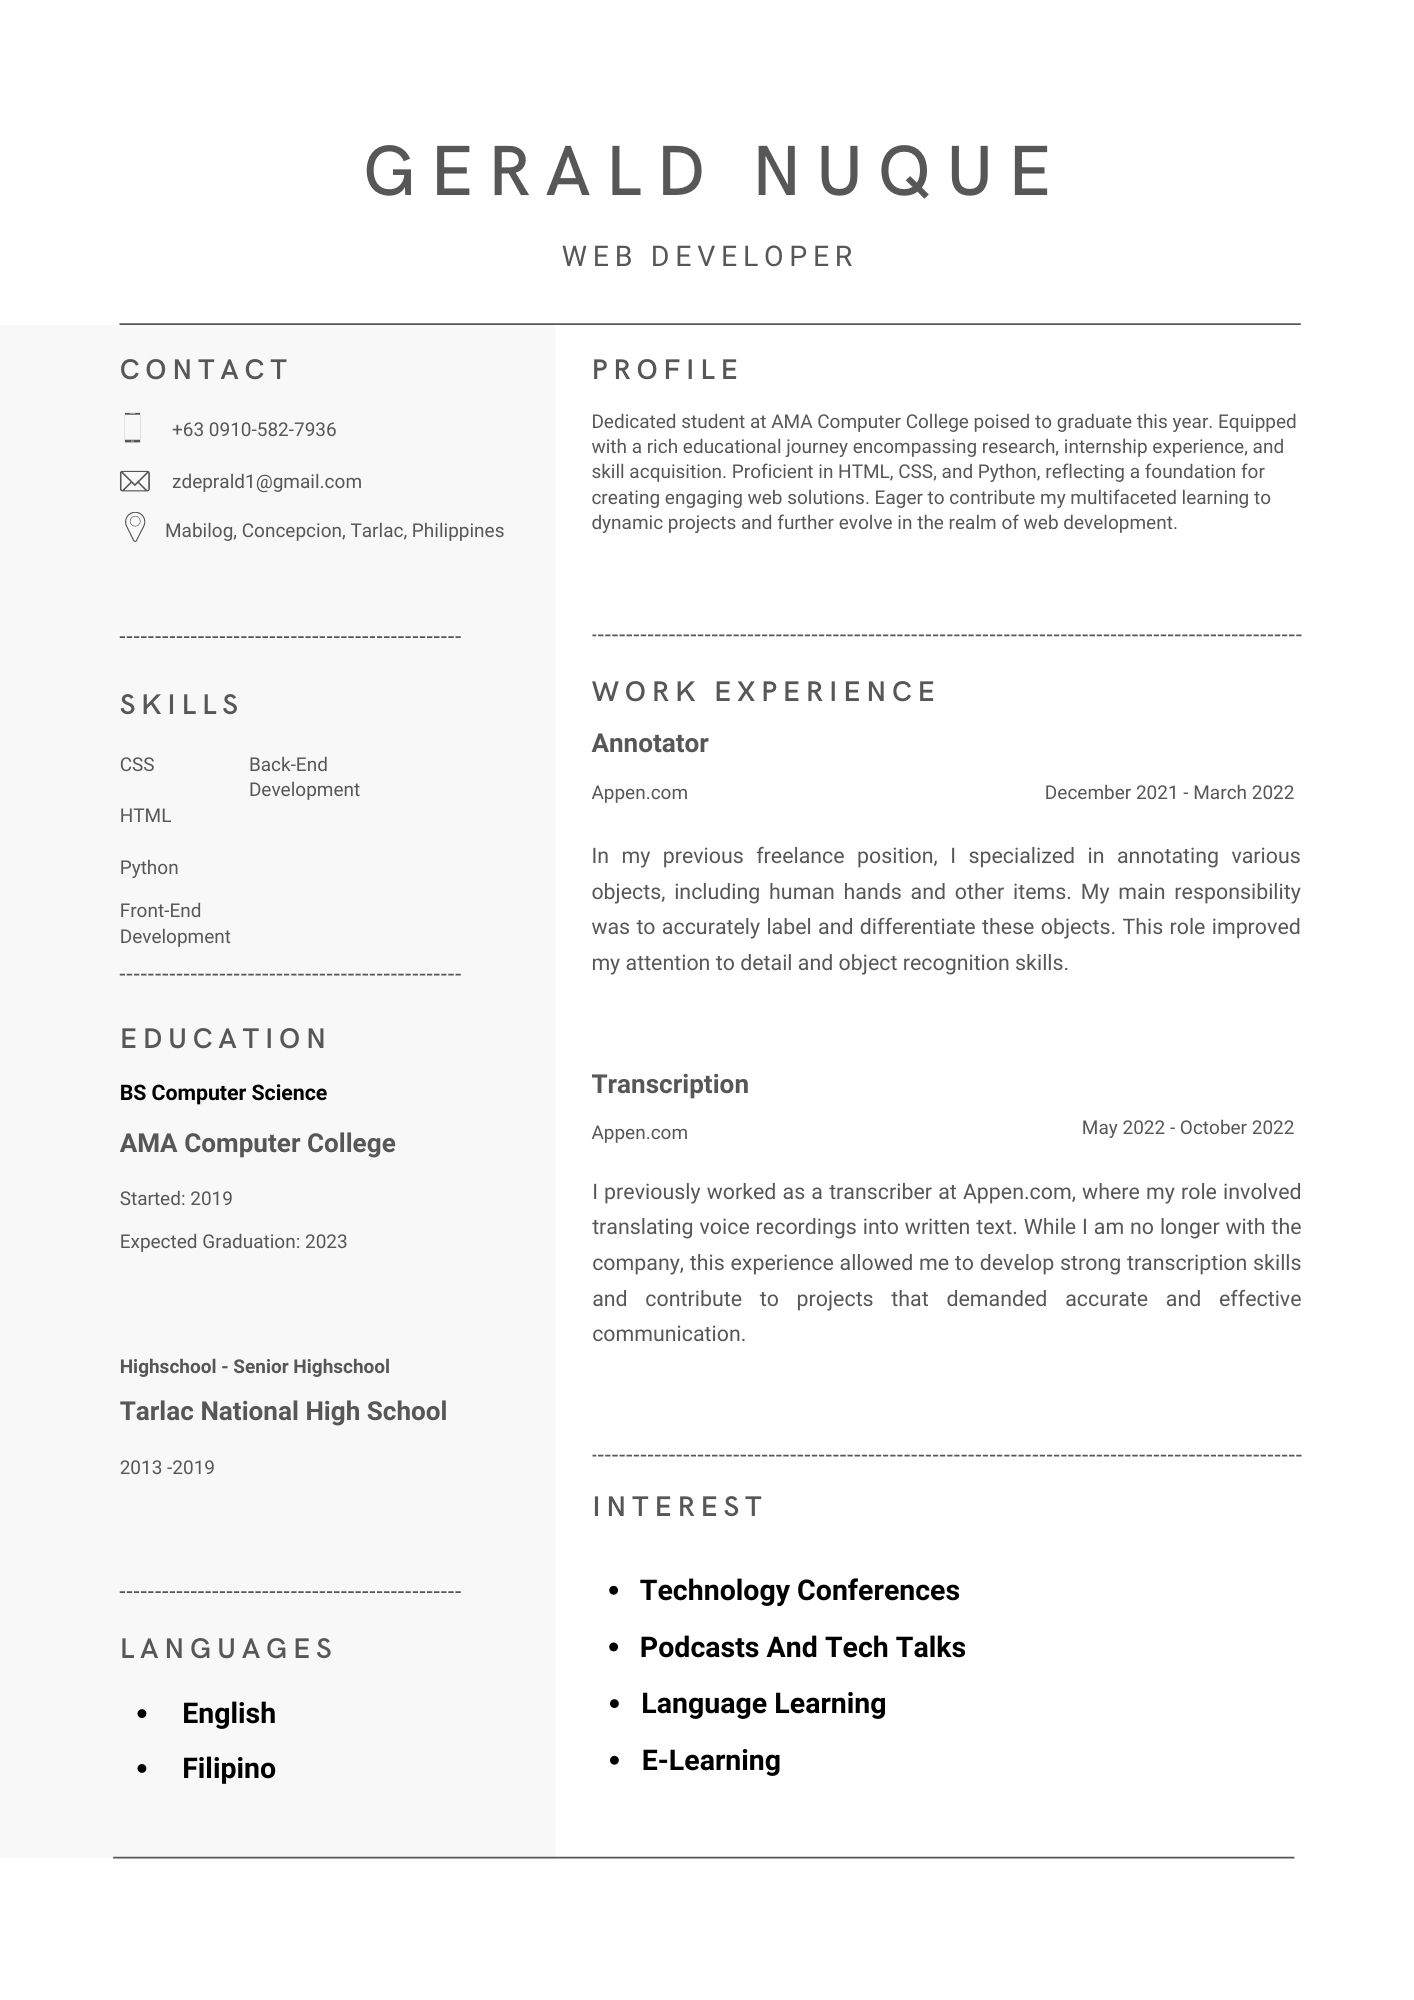 GERALD NUQUE
WEB DEVELOPER
CONTACT
+63 0910-582-7936
zdeprald1@gmail.com
Mabilog, Concepcion, Tarlac, Philippines
SKILLS
CSS
HTML
Python
Front-End
Development
Back-End
Development
EDUCATION
BS Computer Science
AMA Computer College
Started: 2019
Expected Graduation: 2023
Highschool - Senior Highschool
Tarlac National High School
2013 -2019
LANGUAGES
• English
• Filipino
PROFILE
Dedicated student at AMA Computer College poised to graduate this year. Equipped
with a rich educational journey encompassing research, internship experience, and
skill acquisition. Proficient in HTML, CSS, and Python, reflecting a foundation for
creating engaging web solutions. Eager to contribute my multifaceted learning to
dynamic projects and further evolve in the realm of web development.
WORK EXPERIENCE
Annotator
Appen.com December 2021 - March 2022
In my previous freelance position, I specialized in annotating various
objects, including human hands and other items. My main responsibility
was to accurately label and differentiate these objects. This role improved
my attention to detail and object recognition skills.
Transcription
Appen.com May 2022 - October 2022
I previously worked as a transcriber at Appen.com, where my role involved
translating voice recordings into written text. While I am no longer with the
company, this experience allowed me to develop strong transcription skills
and contribute to projects that demanded accurate and effective
communication.
INTEREST
• Technology Conferences
• Podcasts And Tech Talks
• Language Learning
• E-Learning